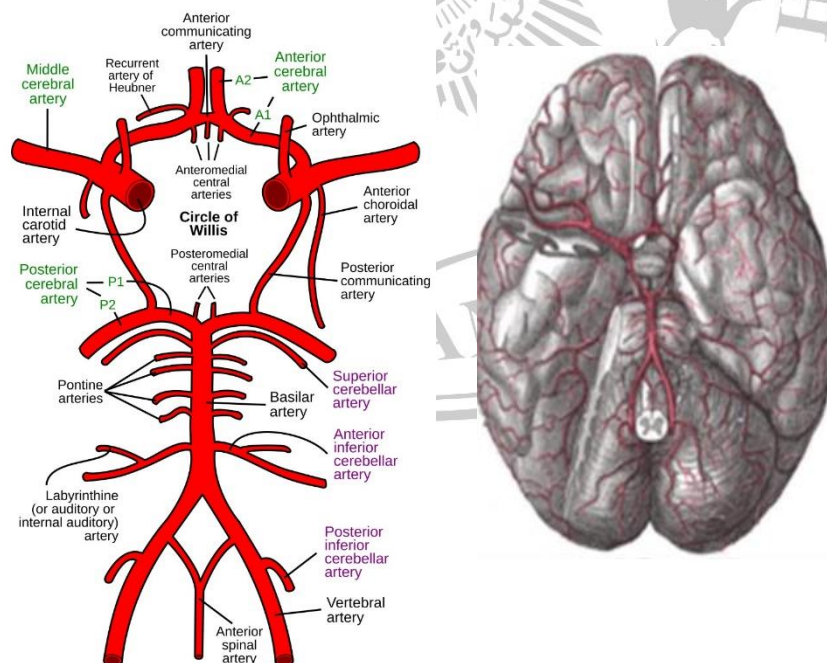 Anterior
communicating
artery
Middle
cerebral
artery
Recurrent
artery of
Heubner
A2
Anterior
cerebral
artery
A1
Ophthalmic
artery
Anteromedial
central
arteries
Internal
carotid
artery
Circle of
Willis
Anterior
choroidal
artery
Posterior
cerebral
artery
P1
P2
Posteromedial
central
arteries
Posterior
communicating
artery
Pontine
arteries
Basilar
artery
Superior
cerebellar
artery
Anterior
inferior
cerebellar
artery
Labyrinthine
(or auditory or
internal auditory)
artery
Posterior
inferior
cerebellar
artery
Vertebral
artery
Anterior
spinal
artery